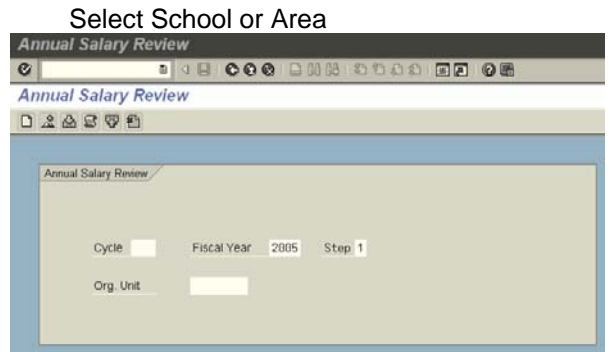 Select School or Area
Annual Salary Review
Annual Salary Review
Annual Salary Review
Cycle Fiscal Year 2005 Step 1
Org. Unit